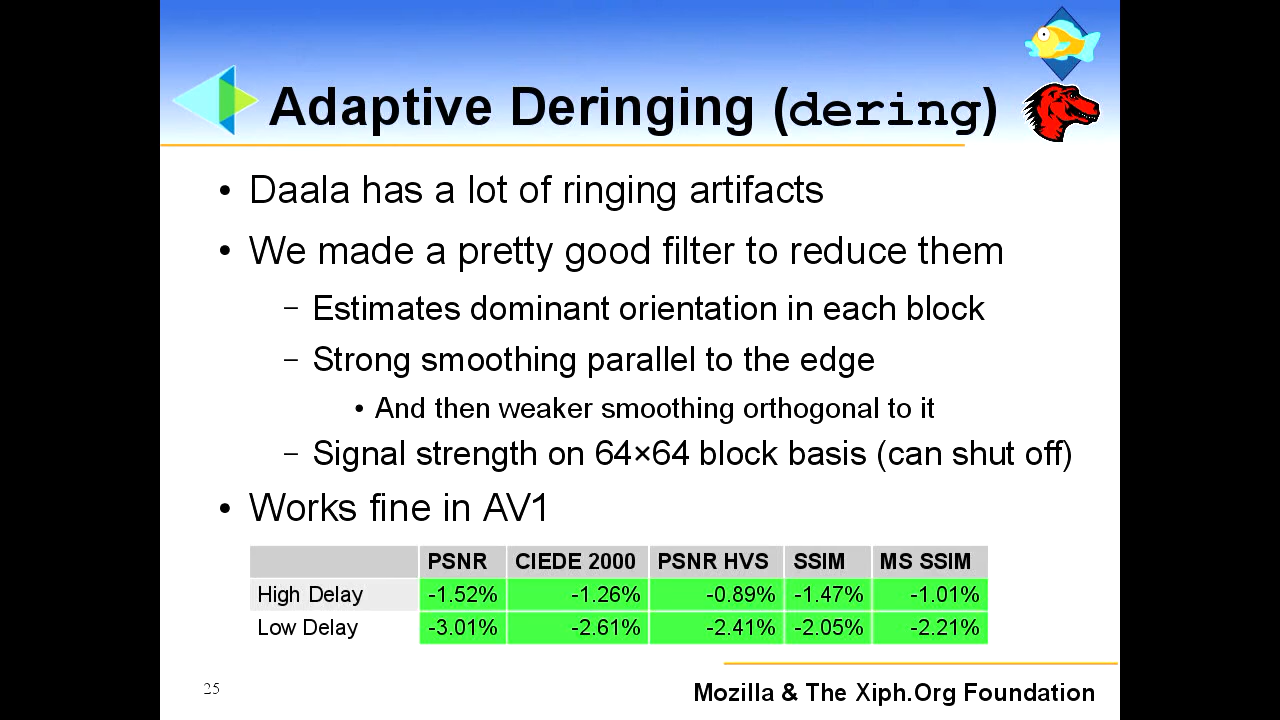 Adaptive Deringing (dering)
• Daala has a lot of ringing artifacts
• We made a pretty good filter to reduce them
– Estimates dominant orientation in each block
– Strong smoothing parallel to the edge
• And then weaker smoothing orthogonal to it
– Signal strength on 64×64 block basis (can shut off)
• Works fine in AV1
PSNR CIEDE 2000 PSNR HVS SSIM MS SSIM
High Delay -1.52% -1.26% -0.89% -1.47% -1.01%
Low Delay -3.01% -2.61% -2.41% -2.05% -2.21%
25
Mozilla & The Xiph.Org Foundation